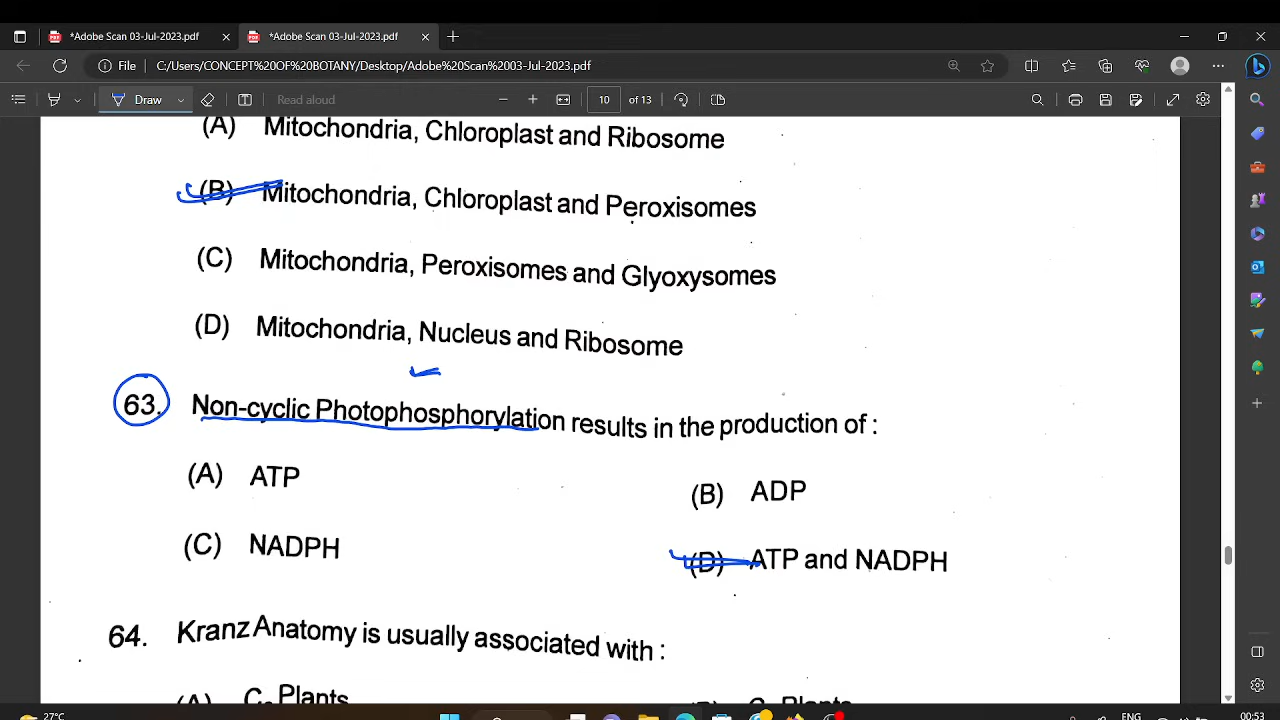 *Adobe Scan 03-Jul-2023.pdf
*Adobe Scan 03-Jul-2023.pdf
File C:/Users/CONCEPT%20OF%20BOTANY/Desktop/Adobe%20Scan%2003-Jul-2023.pdf
Draw Read aloud 10 of 13
(A) Mitochondria, Chloroplast and Ribosome
(B) Mitochondria, Chloroplast and Peroxisomes
(C) Mitochondria, Peroxisomes and Glyoxysomes
(D) Mitochondria, Nucleus and Ribosome
63. Non-cyclic Photophosphorylation results in the production of :
(A) ATP
(B) ADP
(C) NADPH
(D) ATP and NADPH
64. Kranz Anatomy is usually associated with :
(A) Plants
Plants
27°C
00:53